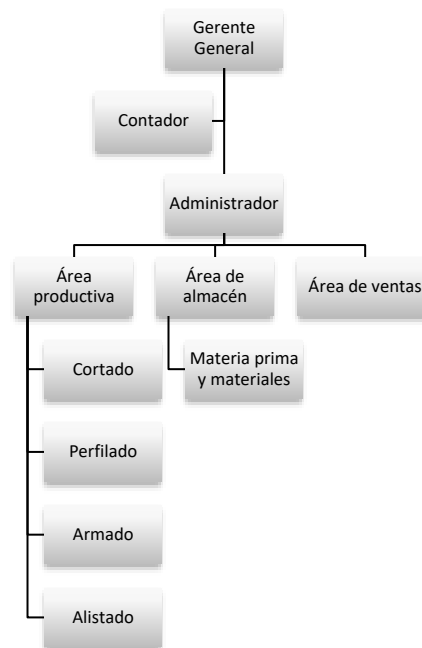 Gerente
General
Contador
Administrador
Área
productiva
Área de
almacén
Área de ventas
Cortado
Materia prima
y materiales
Perfilado
Armado
Alistado